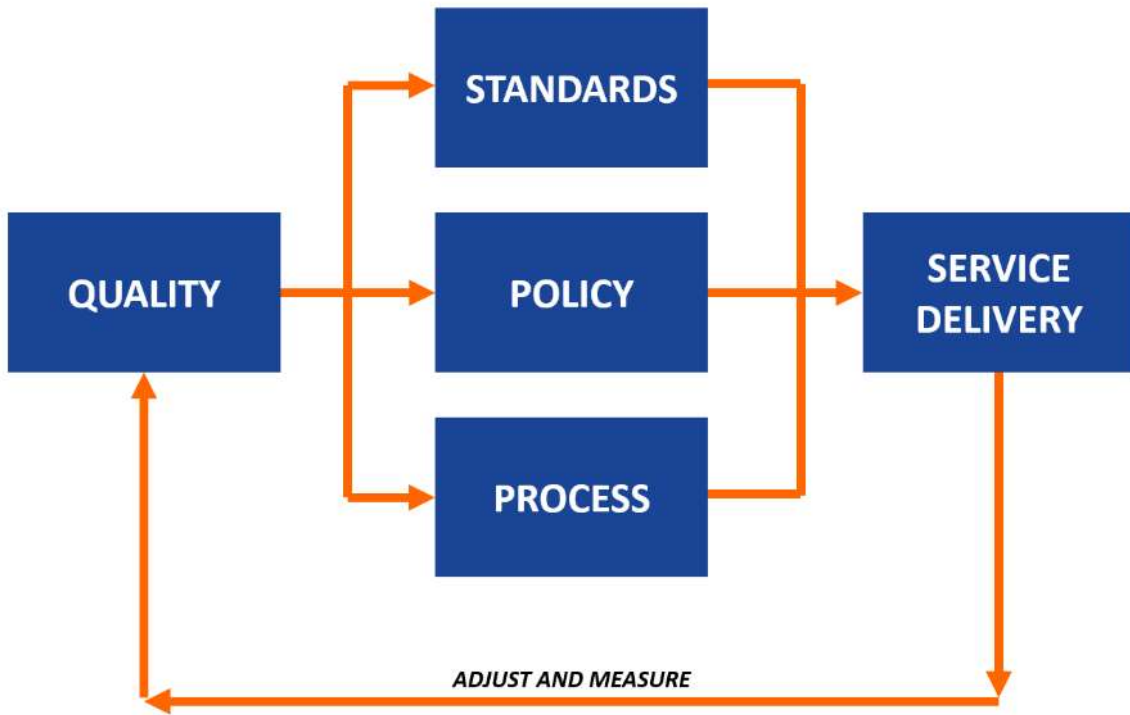 STANDARDS
QUALITY
POLICY
SERVICE
DELIVERY
PROCESS
ADJUST AND MEASURE